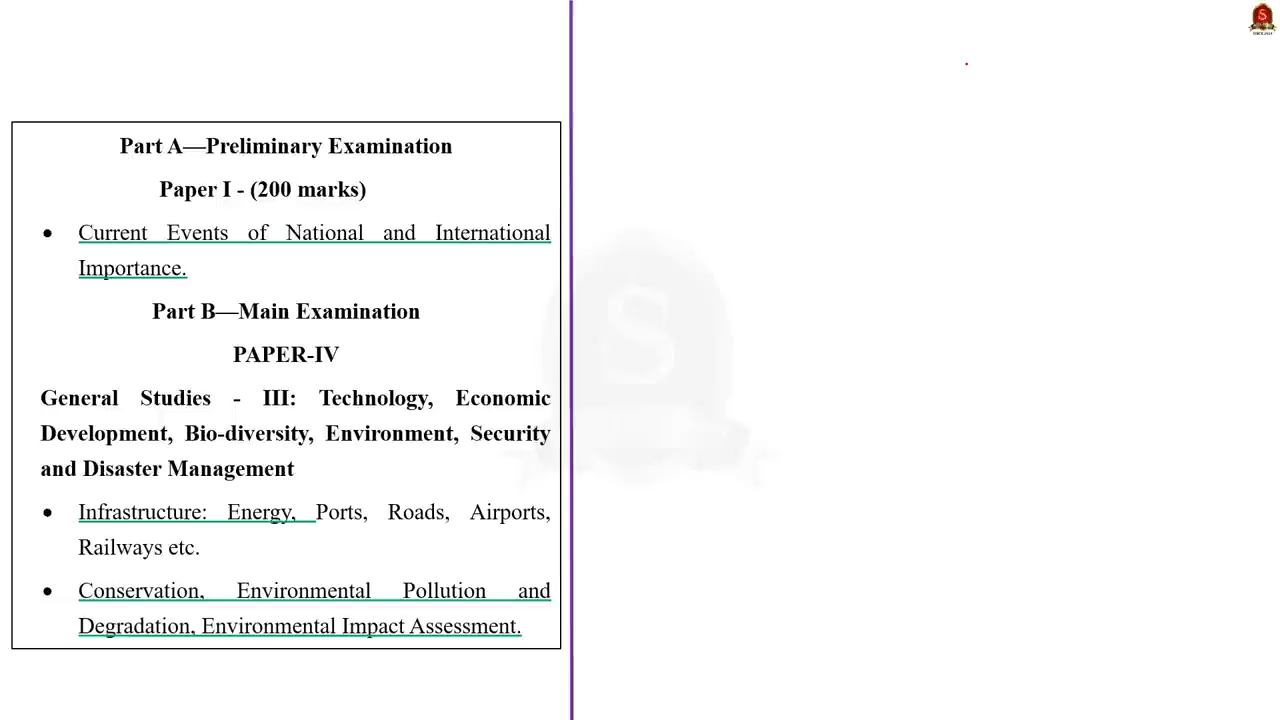 Part A—Preliminary Examination
Paper I - (200 marks)
• Current Events of National and International
Importance.
Part B—Main Examination
PAPER-IV
General Studies - III: Technology, Economic
Development, Bio-diversity, Environment, Security
and Disaster Management
• Infrastructure: Energy, Ports, Roads, Airports,
Railways etc.
• Conservation, Environmental Pollution and
Degradation, Environmental Impact Assessment.
S
S